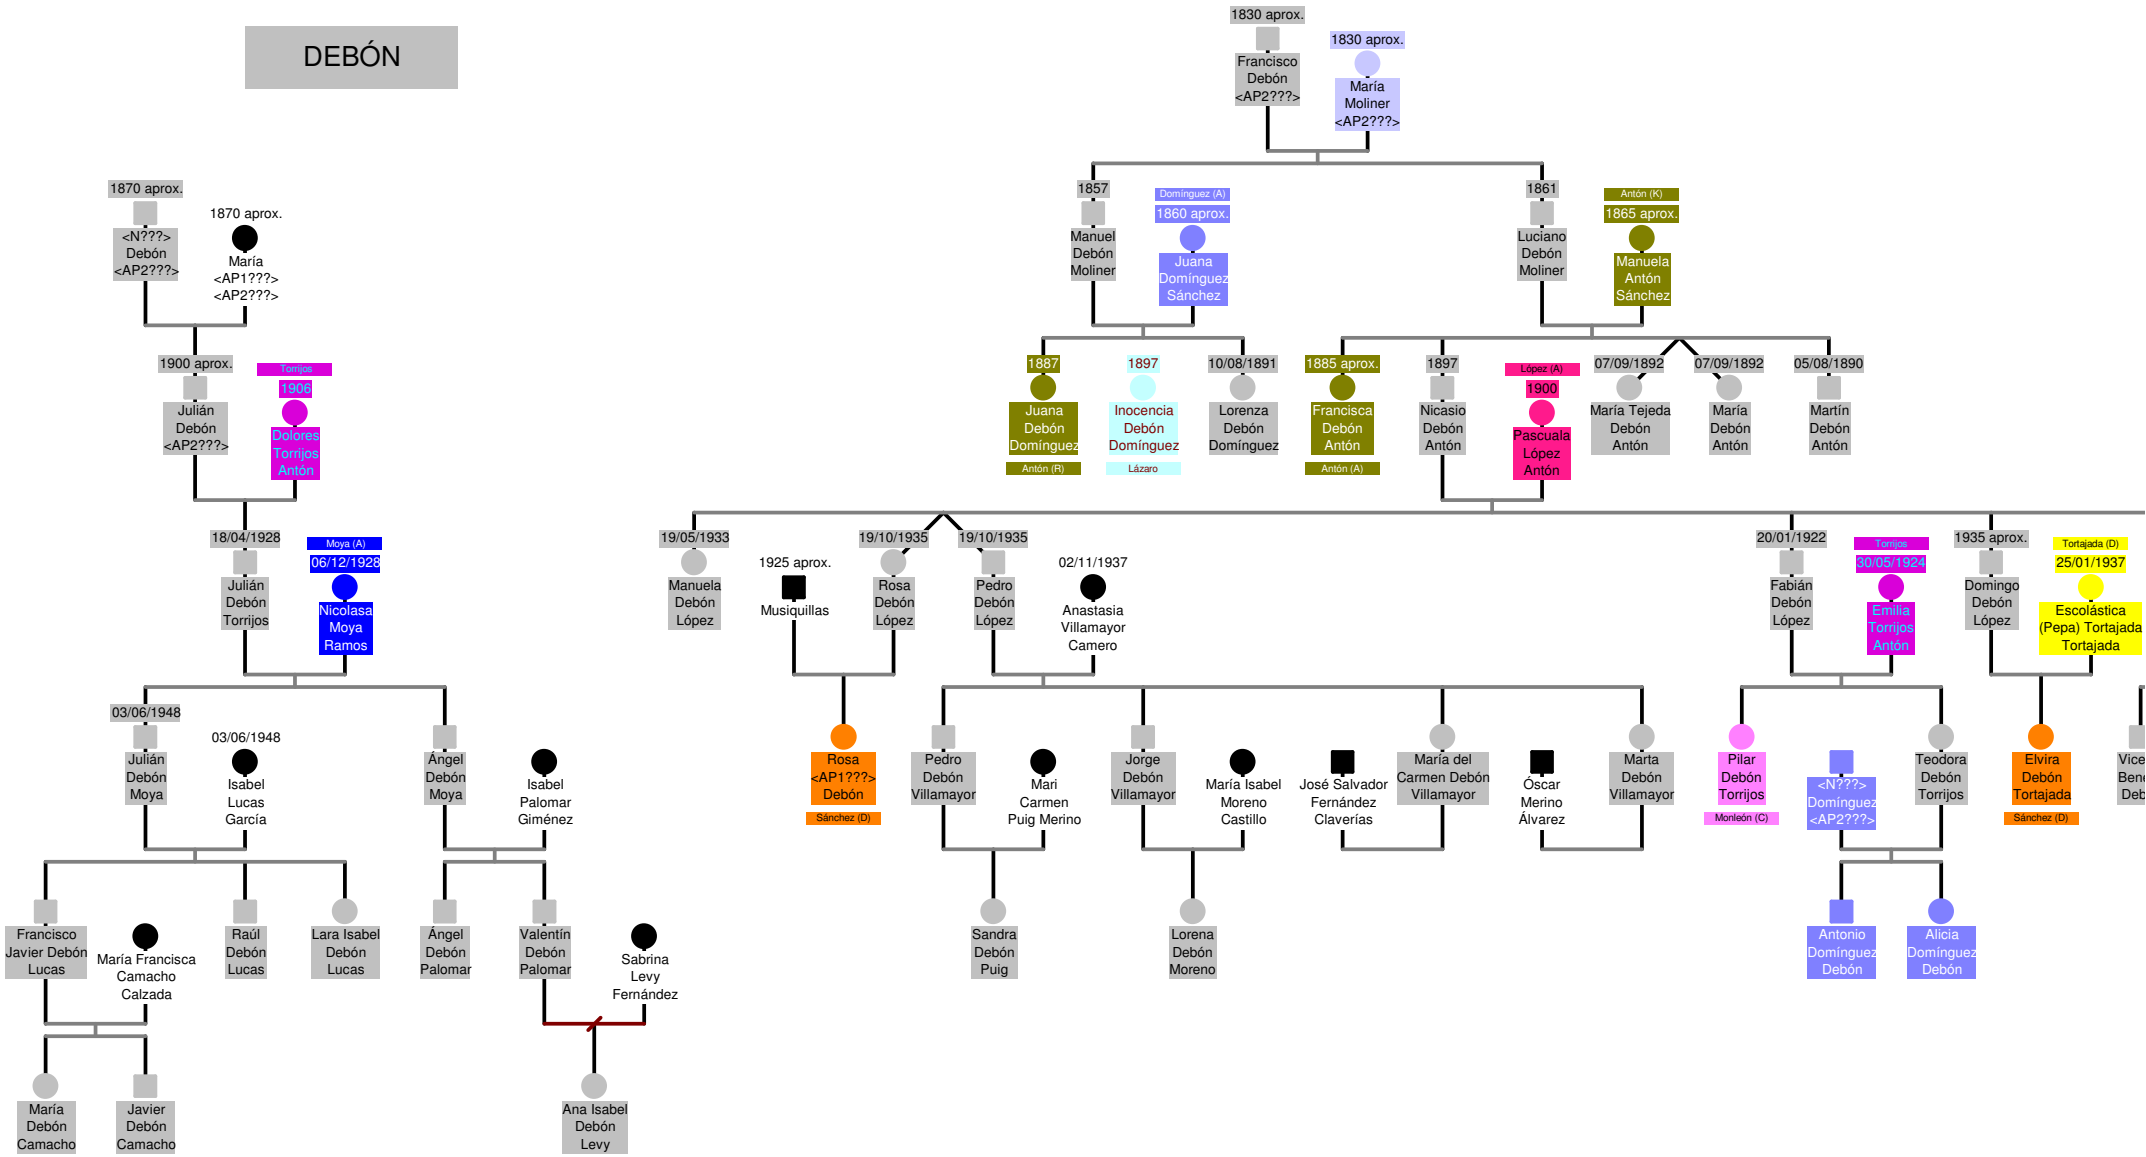 DEBÓN
1830 aprox.
Francisco
Debón
<AP2???>
1830 aprox.
María
Moliner
<AP2???>
1870 aprox.
<N???>
Debón
<AP2???>
1870 aprox.
María
<AP1???>
<AP2???>
1857
Manuel
Debón
Moliner
Domínguez (A)
1860 aprox.
Juana
Domínguez
Sánchez
1861
Luciano
Debón
Moliner
Antón (K)
1865 aprox.
Manuela
Antón
Sánchez
1900 aprox.
Julián
Debón
<AP2???>
Torrijos
1906
Dolores
Torrijos
Antón
1887
Juana
Debón
Domínguez
Antón (R)
1897
Inocencia
Debón
Domínguez
Lázaro
10/08/1891
Lorenza
Debón
Domínguez
1885 aprox.
Francisca
Debón
Antón
Antón (A)
1897
Nicasio
Debón
Antón
López (A)
1900
Pascuala
López
Antón
07/09/1892
María Tejeda
Debón
Antón
07/09/1892
María
Debón
Antón
05/08/1890
Martín
Debón
Antón
18/04/1928
Julián
Debón
Torrijos
Moya (A)
06/12/1928
Nicolasa
Moya
Ramos
19/05/1933
Manuela
Debón
López
1925 aprox.
Musiquillas
19/10/1935
Rosa
Debón
López
19/10/1935
Pedro
Debón
López
02/11/1937
Anastasia
Villamayor
Camero
20/01/1922
Fabián
Debón
López
Torrijos
30/05/1924
Emilia
Torrijos
Antón
1935 aprox.
Domingo
Debón
López
Tortajada (D)
25/01/1937
Escolástica
(Pepa) Tortajada
Tortajada
03/06/1948
Julián
Debón
Moya
03/06/1948
Isabel
Lucas
García
Ángel
Debón
Moya
Isabel
Palomar
Giménez
Rosa
<AP1???>
Debón
Sánchez (D)
Pedro
Debón
Villamayor
Mari
Carmen
Puig Merino
Jorge
Debón
Villamayor
María Isabel
Moreno
Castillo
José Salvador
Fernández
Claverías
María del
Carmen Debón
Villamayor
Óscar
Merino
Álvarez
Marta
Debón
Villamayor
Pilar
Debón
Torrijos
Monleón (C)
<N???>
Domínguez
<AP2???>
Teodora
Debón
Torrijos
Elvira
Debón
Tortajada
Sánchez (D)
Vice
Bene
Deb
Francisco
Javier Debón
Lucas
María Francisca
Camacho
Calzada
Raúl
Debón
Lucas
Lara Isabel
Debón
Lucas
Ángel
Debón
Palomar
Valentín
Debón
Palomar
Sabrina
Levy
Fernández
Sandra
Debón
Puig
Lorena
Debón
Moreno
Antonio
Domínguez
Debón
Alicia
Domínguez
Debón
María
Debón
Camacho
Javier
Debón
Camacho
Ana Isabel
Debón
Levy